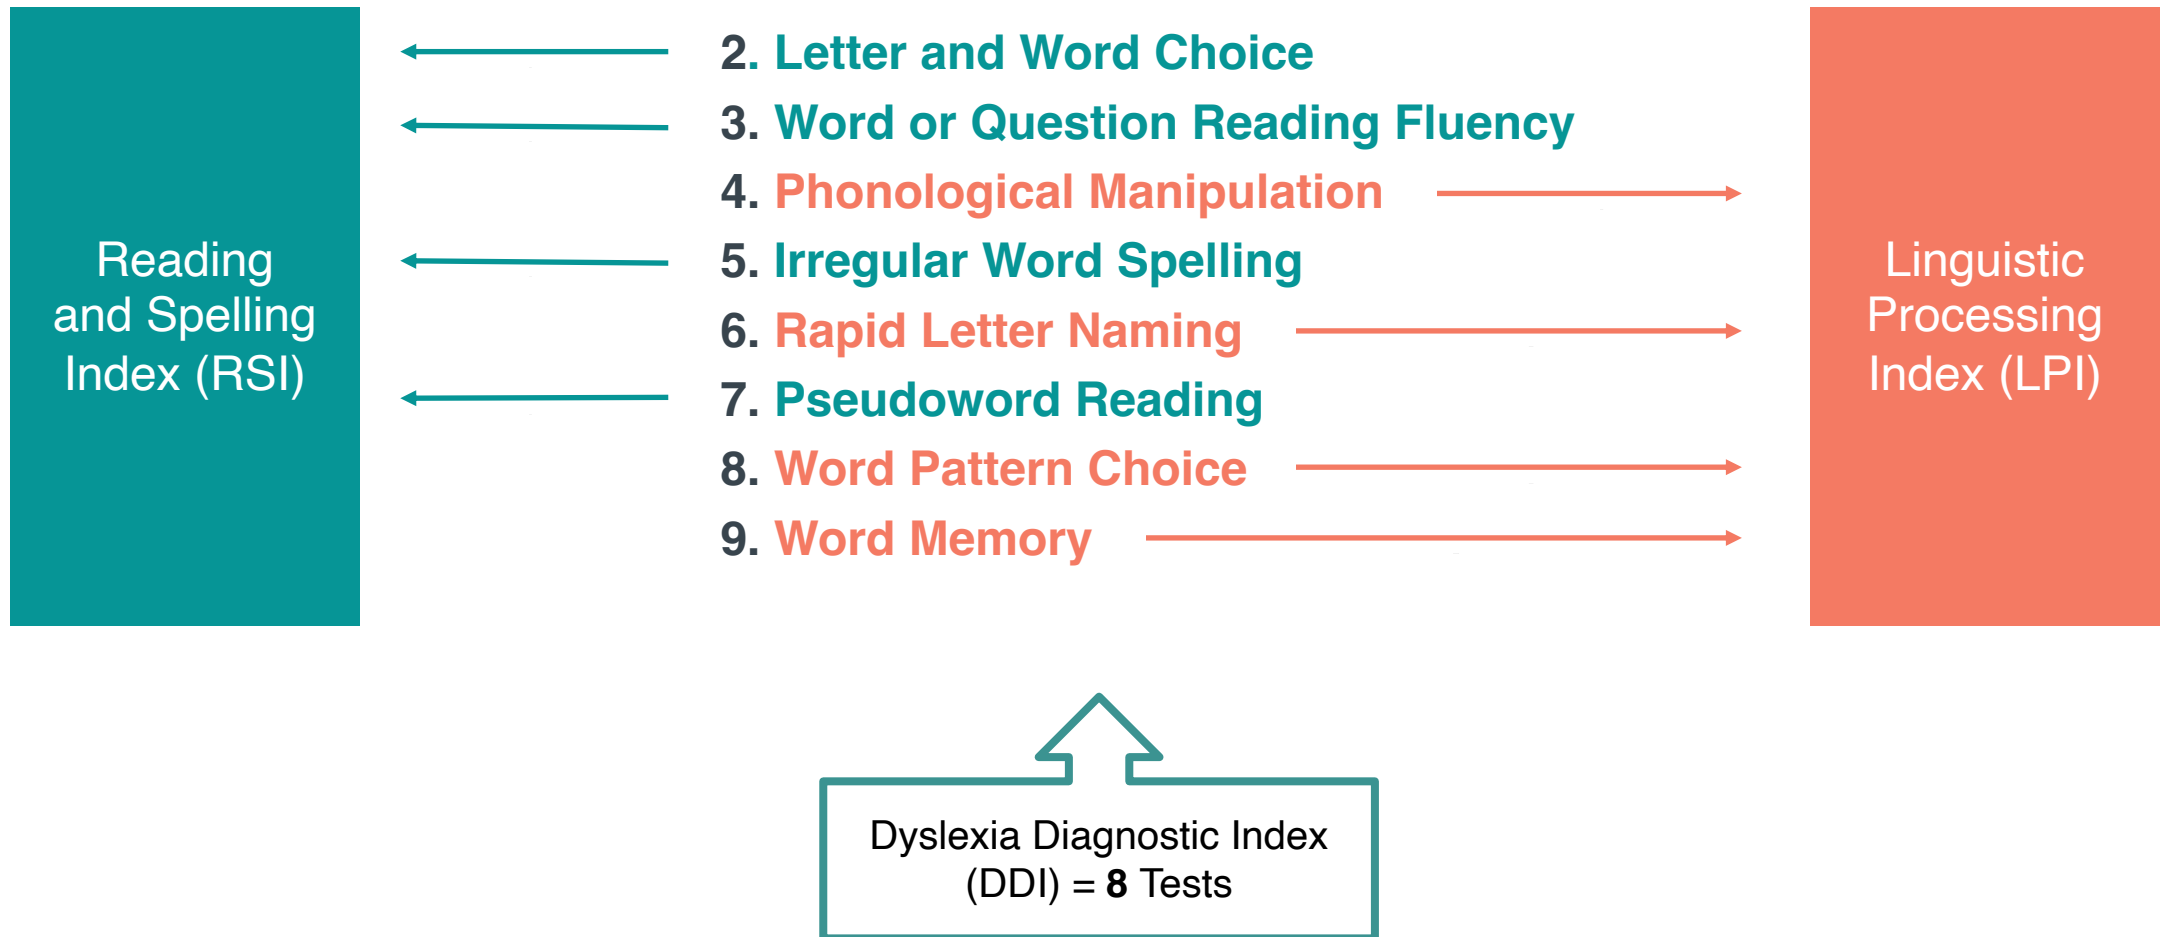 Reading
and Spelling
Index (RSI)
2. Letter and Word Choice
3. Word or Question Reading Fluency
4. Phonological Manipulation
5. Irregular Word Spelling
6. Rapid Letter Naming
7. Pseudoword Reading
8. Word Pattern Choice
9. Word Memory
Linguistic
Processing
Index (LPI)
Dyslexia Diagnostic Index
(DDI) = 8 Tests